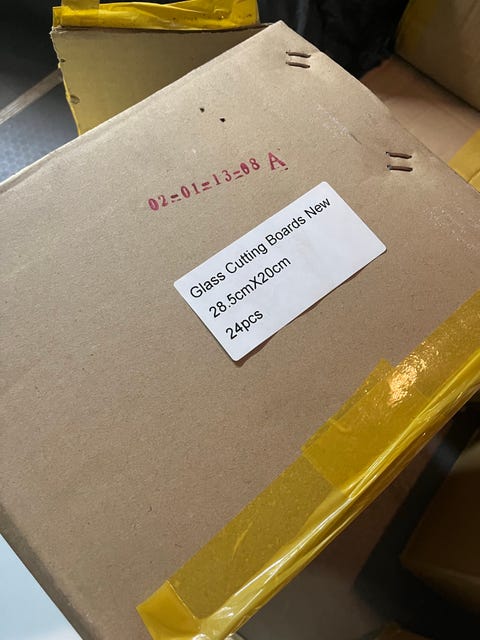 02=01=13=08 A
Glass Cutting Boards New
28.5cmX20cm
24pcs